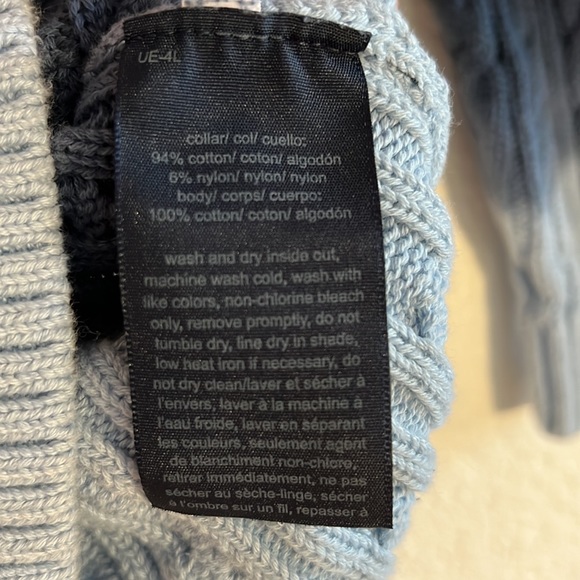 UE-4L
collar/ col/ cuello:
94% cotton/ coton/ algodón
6% nylon/ nylon/ nylon
body/ corps/ cuerpo:
100% cotton/ coton/ algodón
wash and dry inside out,
machine wash cold, wash with
like colors, non-chlorine bleach
only, remove promptly, do not
tumble dry, line dry in shade,
low heat iron if necessary, do
not dry clean/laver et sécher à
l'envers, laver à la machine à
l'eau froide, laver en séparant
les couleurs, seulement agent
de blanchiment non-chlore,
retirer immédiatement, ne pas
sécher au sèche-linge, sécher
à l'ombre sur un fil, repasser à